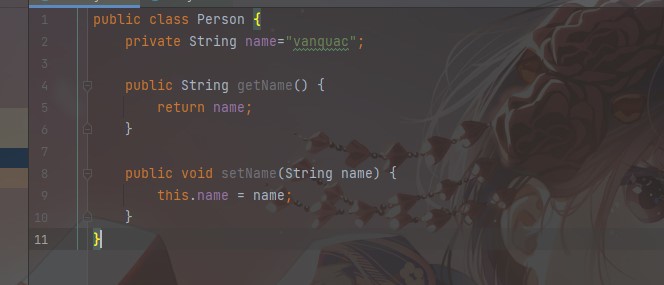 1 public class Person {
2 private String name="vanquac";
3
4 public String getName() {
5 return name;
6 }
7
8 public void setName(String name) {
9 this.name = name;
10 }
11 }